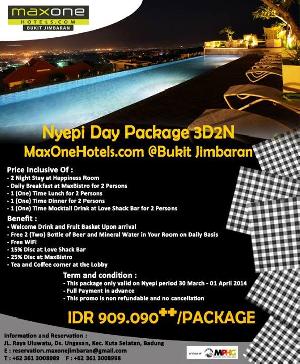 maxone
HOTELS.COM
BUKIT JIMBARAN
Nyepi Day Package 3D2N
MaxOneHotels.com @Bukit Jimbaran
Price Inclusive Of :
- 2 Night Stay at Happiness Room
- Daily Breakfast at MaxBistro for 2 Persons
- 1 (One) Time Lunch for 2 Persons
- 1 (One) Time Dinner for 2 Persons
- 1 (One) Time Mocktail Drink at Love Shack Bar for 2 Persons
Benefit :
- Welcome Drink and Fruit Basket Upon arrival
- Free 2 (Two) Bottle of Beer and Mineral Water in Your Room on Daily Basis
- Free WiFi
- 15% Disc at Love Shack Bar
- 25% Disc at MaxBistro
- Tea and Coffee corner at the Lobby
Term and condition :
- This package only valid on Nyepi period 30 March - 01 April 2014
- Full Payment in advance
- This promo is non refundable and no cancellation
IDR 909.090++/PACKAGE
Information and Reservation :
JL. Raya Uluwatu, Ds. Ungasan, Kec. Kuta Selatan, Badung
E : reservation.maxonejimbaran@gmail.com
T : +62 361 3008989 F : +62 361 3008998
MPHG